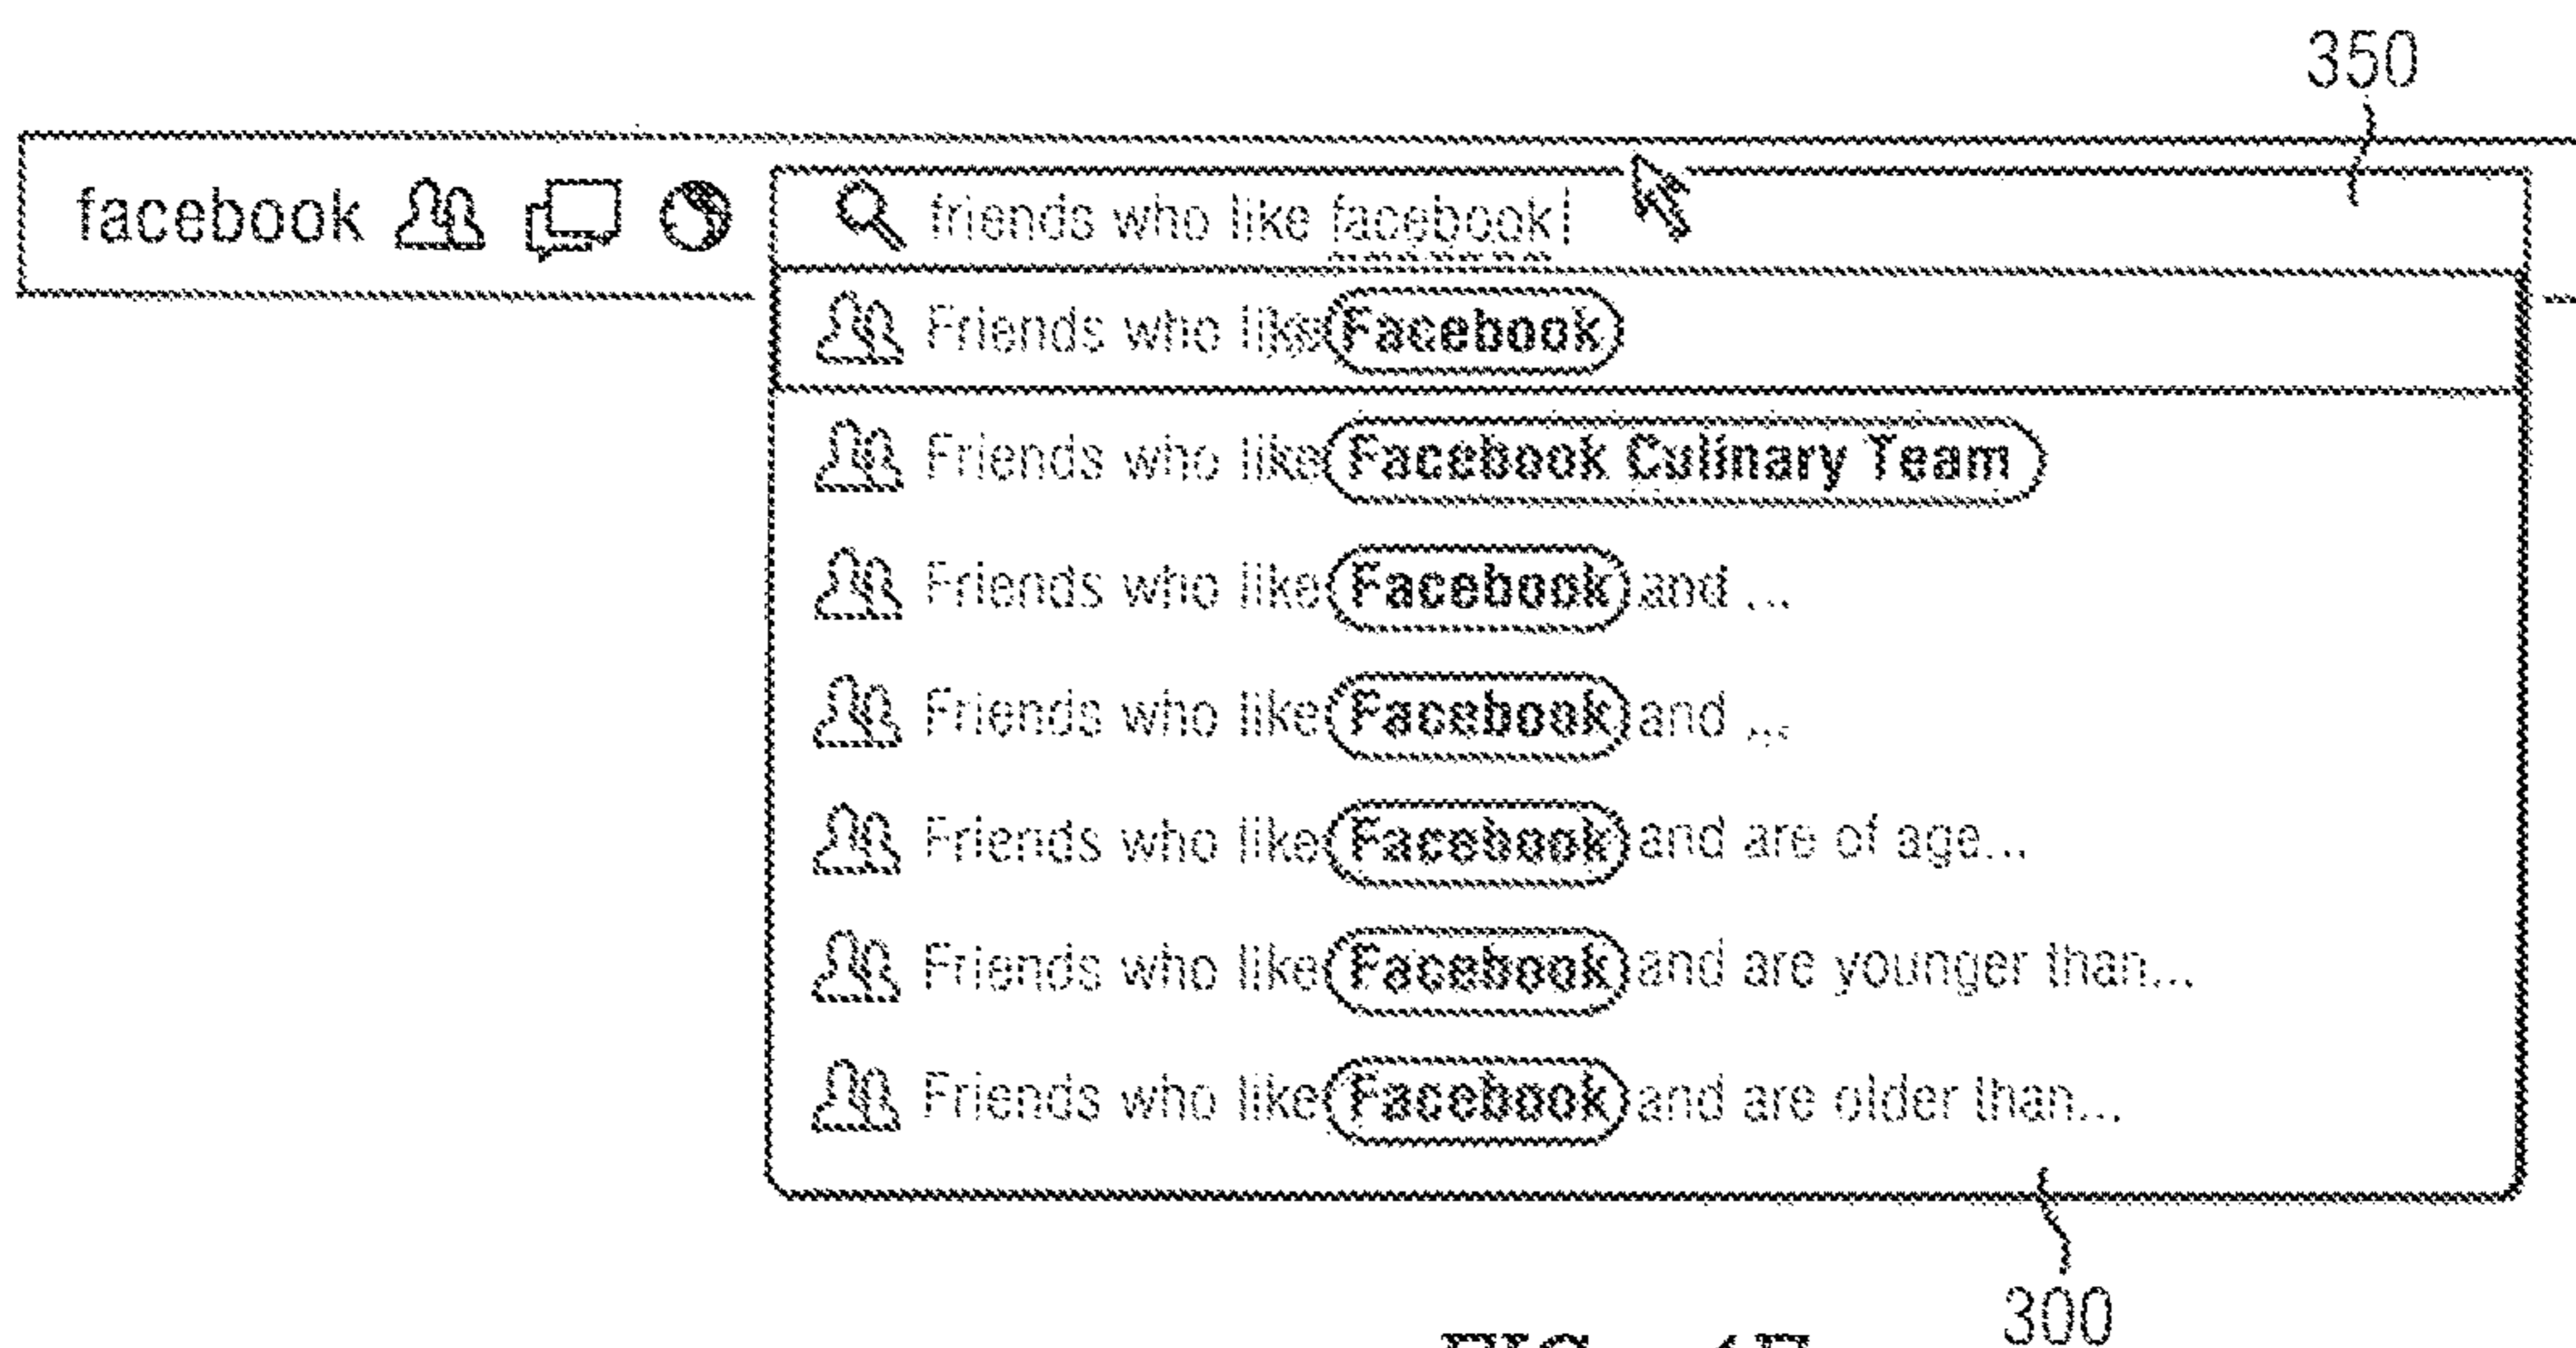 350
facebook friends who like facebook
Friends who like Facebook
Friends who like Facebook Culinary Team
Friends who like Facebook and ...
Friends who like Facebook and ...
Friends who like Facebook and are of age...
Friends who like Facebook and are younger than...
Friends who like Facebook and are older than...
300